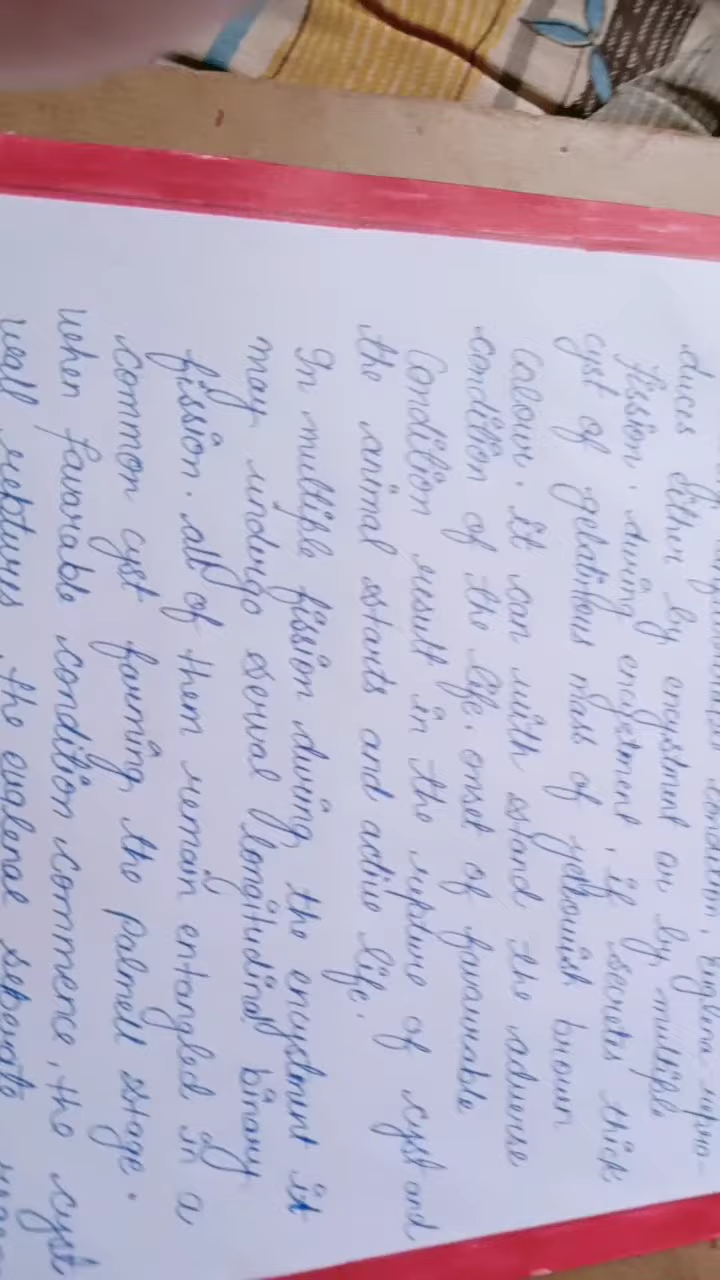 condition, Euglena repro-
duces either by encystment or by multiple
fission. during encystment, it secretes thick
cyst of gelatinous mass of yellowish brown
colour. it can with stand the adverse
condition of the life. onset of favourable
Condition result in the repture of cyst and
the animal starts and active life.
In multiple fission during the encystment it
may undergo serval longitudinal binary
fission. all of them remain entangled in a
common cyst forming the palmell stage.
when favorable condition commence, the cyst
wall reptures, the euglenal seperate